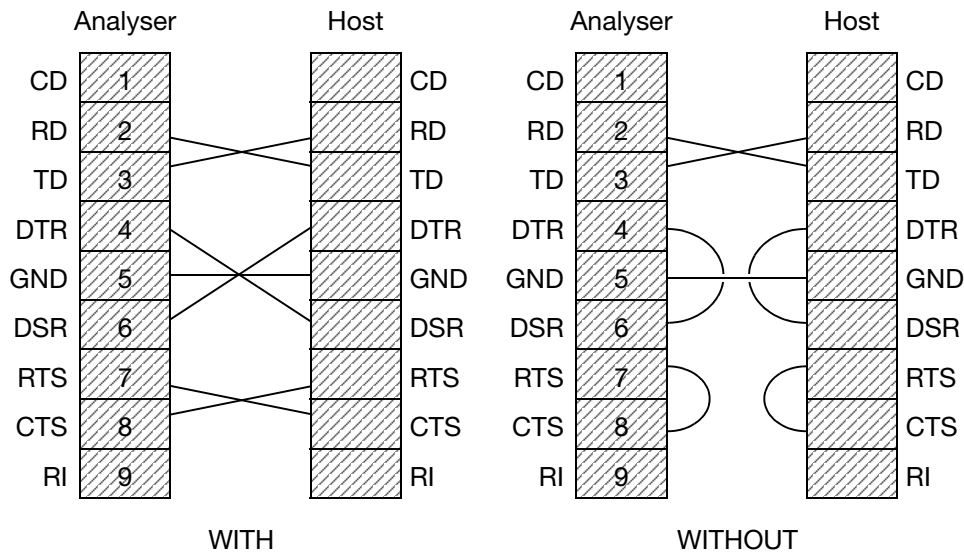 Analyser Host Analyser Host
CD 1 CD CD 1 CD
RD 2 RD RD 2 RD
TD 3 TD TD 3 TD
DTR 4 DTR DTR 4 DTR
GND 5 GND GND 5 GND
DSR 6 DSR DSR 6 DSR
RTS 7 RTS RTS 7 RTS
CTS 8 CTS CTS 8 CTS
RI 9 RI RI 9 RI
WITH WITHOUT